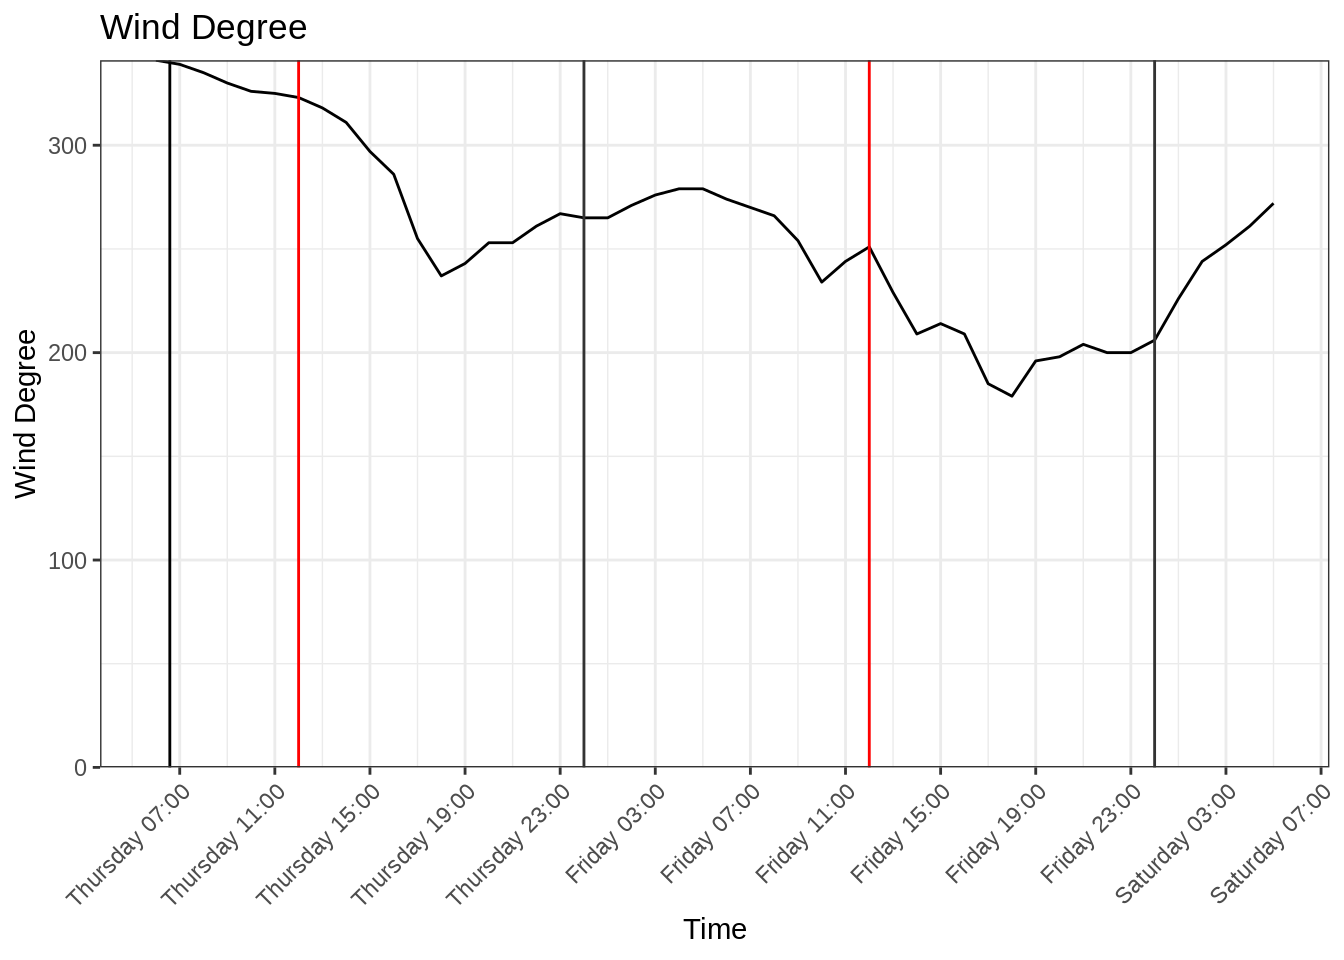 Wind Degree
Wind Degree
300
200
100
0
Thursday 07:00
Thursday 11:00
Thursday 15:00
Thursday 19:00
Thursday 23:00
Friday 03:00
Friday 07:00
Friday 11:00
Friday 15:00
Friday 19:00
Friday 23:00
Saturday 03:00
Saturday 07:00
Time